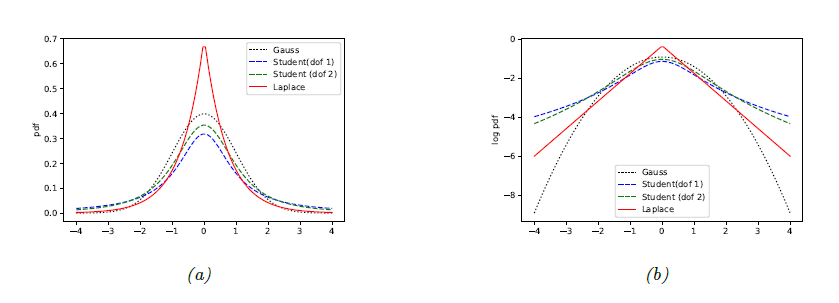 0.7
0.6
0.5
0.4
0.3
0.2
0.1
0.0
pdf
Gauss
Student(dof 1)
Student (dof 2)
Laplace
−4 −3 −2 −1 0 1 2 3 4
(a)
0
−2
−4
−6
−8
log pdf
Gauss
Student(dof 1)
Student (dof 2)
Laplace
−4 −3 −2 −1 0 1 2 3 4
(b)